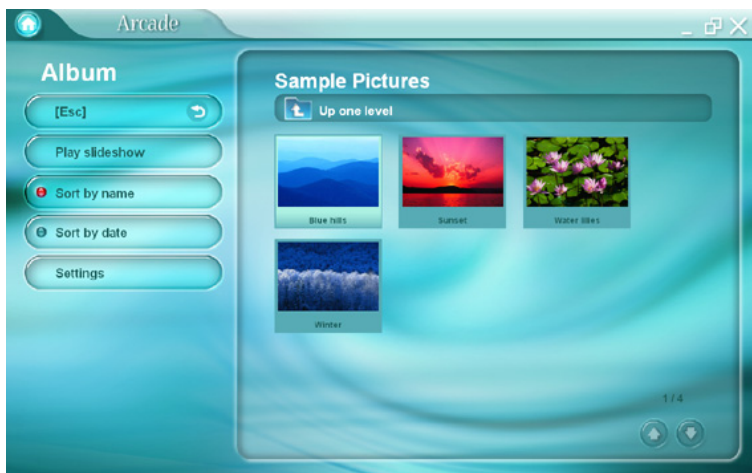 Arcade
Album
[Esc]
Play slideshow
Sort by name
Sort by date
Settings
Sample Pictures
Up one level
Blue hills
Sunset
Water lilies
Winter
1 / 4